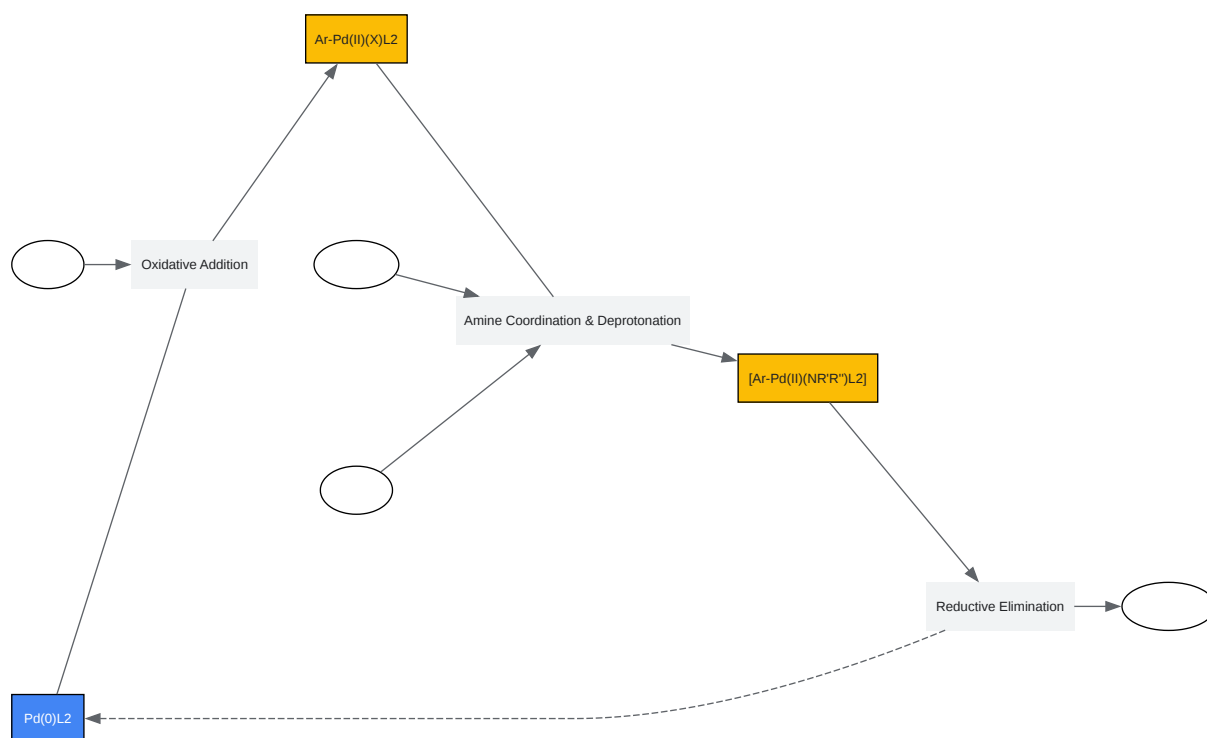 Ar-Pd(II)(X)L2
Oxidative Addition
Amine Coordination & Deprotonation
[Ar-Pd(II)(NR'R")L2]
Reductive Elimination
Pd(0)L2